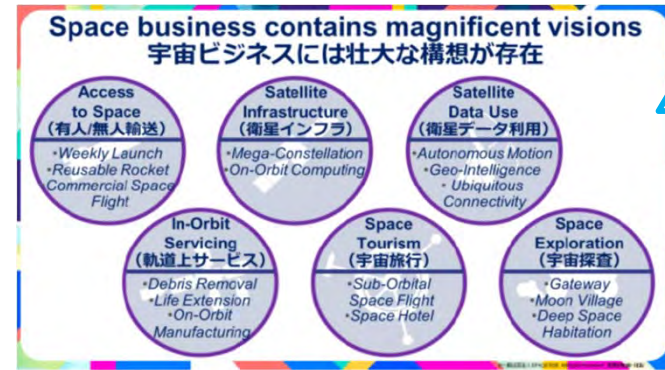 Space business contains magnificent visions
宇宙ビジネスには壮大な構想が存在
Access
to Space
（有人/無人輸送）
•Weekly Launch
•Reusable Rocket
Commercial Space
Flight
Satellite
Infrastructure
（衛星インフラ）
•Mega-Constellation
•On-Orbit Computing
Satellite
Data Use
（衛星データ利用）
•Autonomous Motion
•Geo-Intelligence
•Ubiquitous
Connectivity
In-Orbit
Servicing
（軌道上サービス）
•Debris Removal
•Life Extension
•On-Orbit
Manufacturing
Space
Tourism
（宇宙旅行）
•Sub-Orbital
Space Flight
•Space Hotel
Space
Exploration
（宇宙探査）
•Gateway
•Moon Village
•Deep Space
Habitation